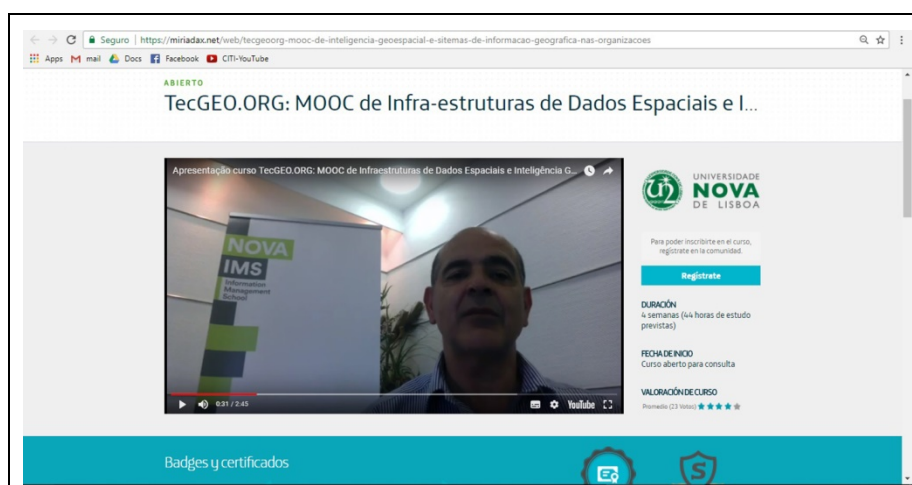 Seguro | https://miriadax.net/web/tecgeoorg-mooc-de-inteligencia-geoespacial-e-sitemas-de-informacao-geografica-nas-organizacoes
Apps M mail Docs Facebook CITI-YouTube
ABIERTO
TecGEO.ORG: MOOC de Infra-estruturas de Dados Espaciais e I...
Apresentação curso TecGEO.ORG: MOOC de Infraestruturas de Dados Espaciais e Inteligência G...
NOVA
IMS
Information
Management
School
0:31 / 2:45
YouTube
UNIVERSIDADE
NOVA
DE LISBOA
Para poder inscribirte en el curso,
regístrate en la comunidad.
Regístrate
DURACIÓN
4 semanas (44 horas de estudo
previstas)
FECHA DE INICIO
Curso aberto para consulta
VALORACIÓN DE CURSO
Promedio (23 Votos)
Badges y certificados
S